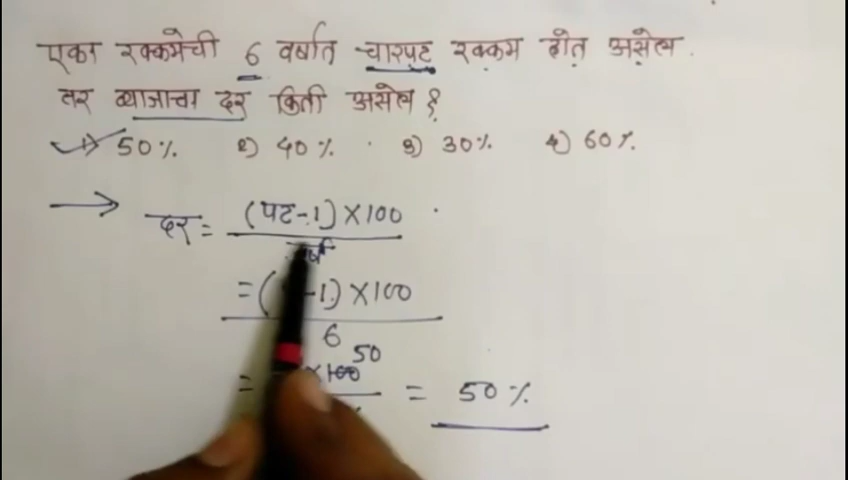 एका रक्कमेची 6 वर्षात चारपट रक्कम होत असेल.
तर व्याजाचा दर किती असेल ?
1) 50%. 2) 40%. 3) 30% 4) 60%.
→ दर = (पट-1)×100
= ( -1)×100
6
50
= ×100 = 50%